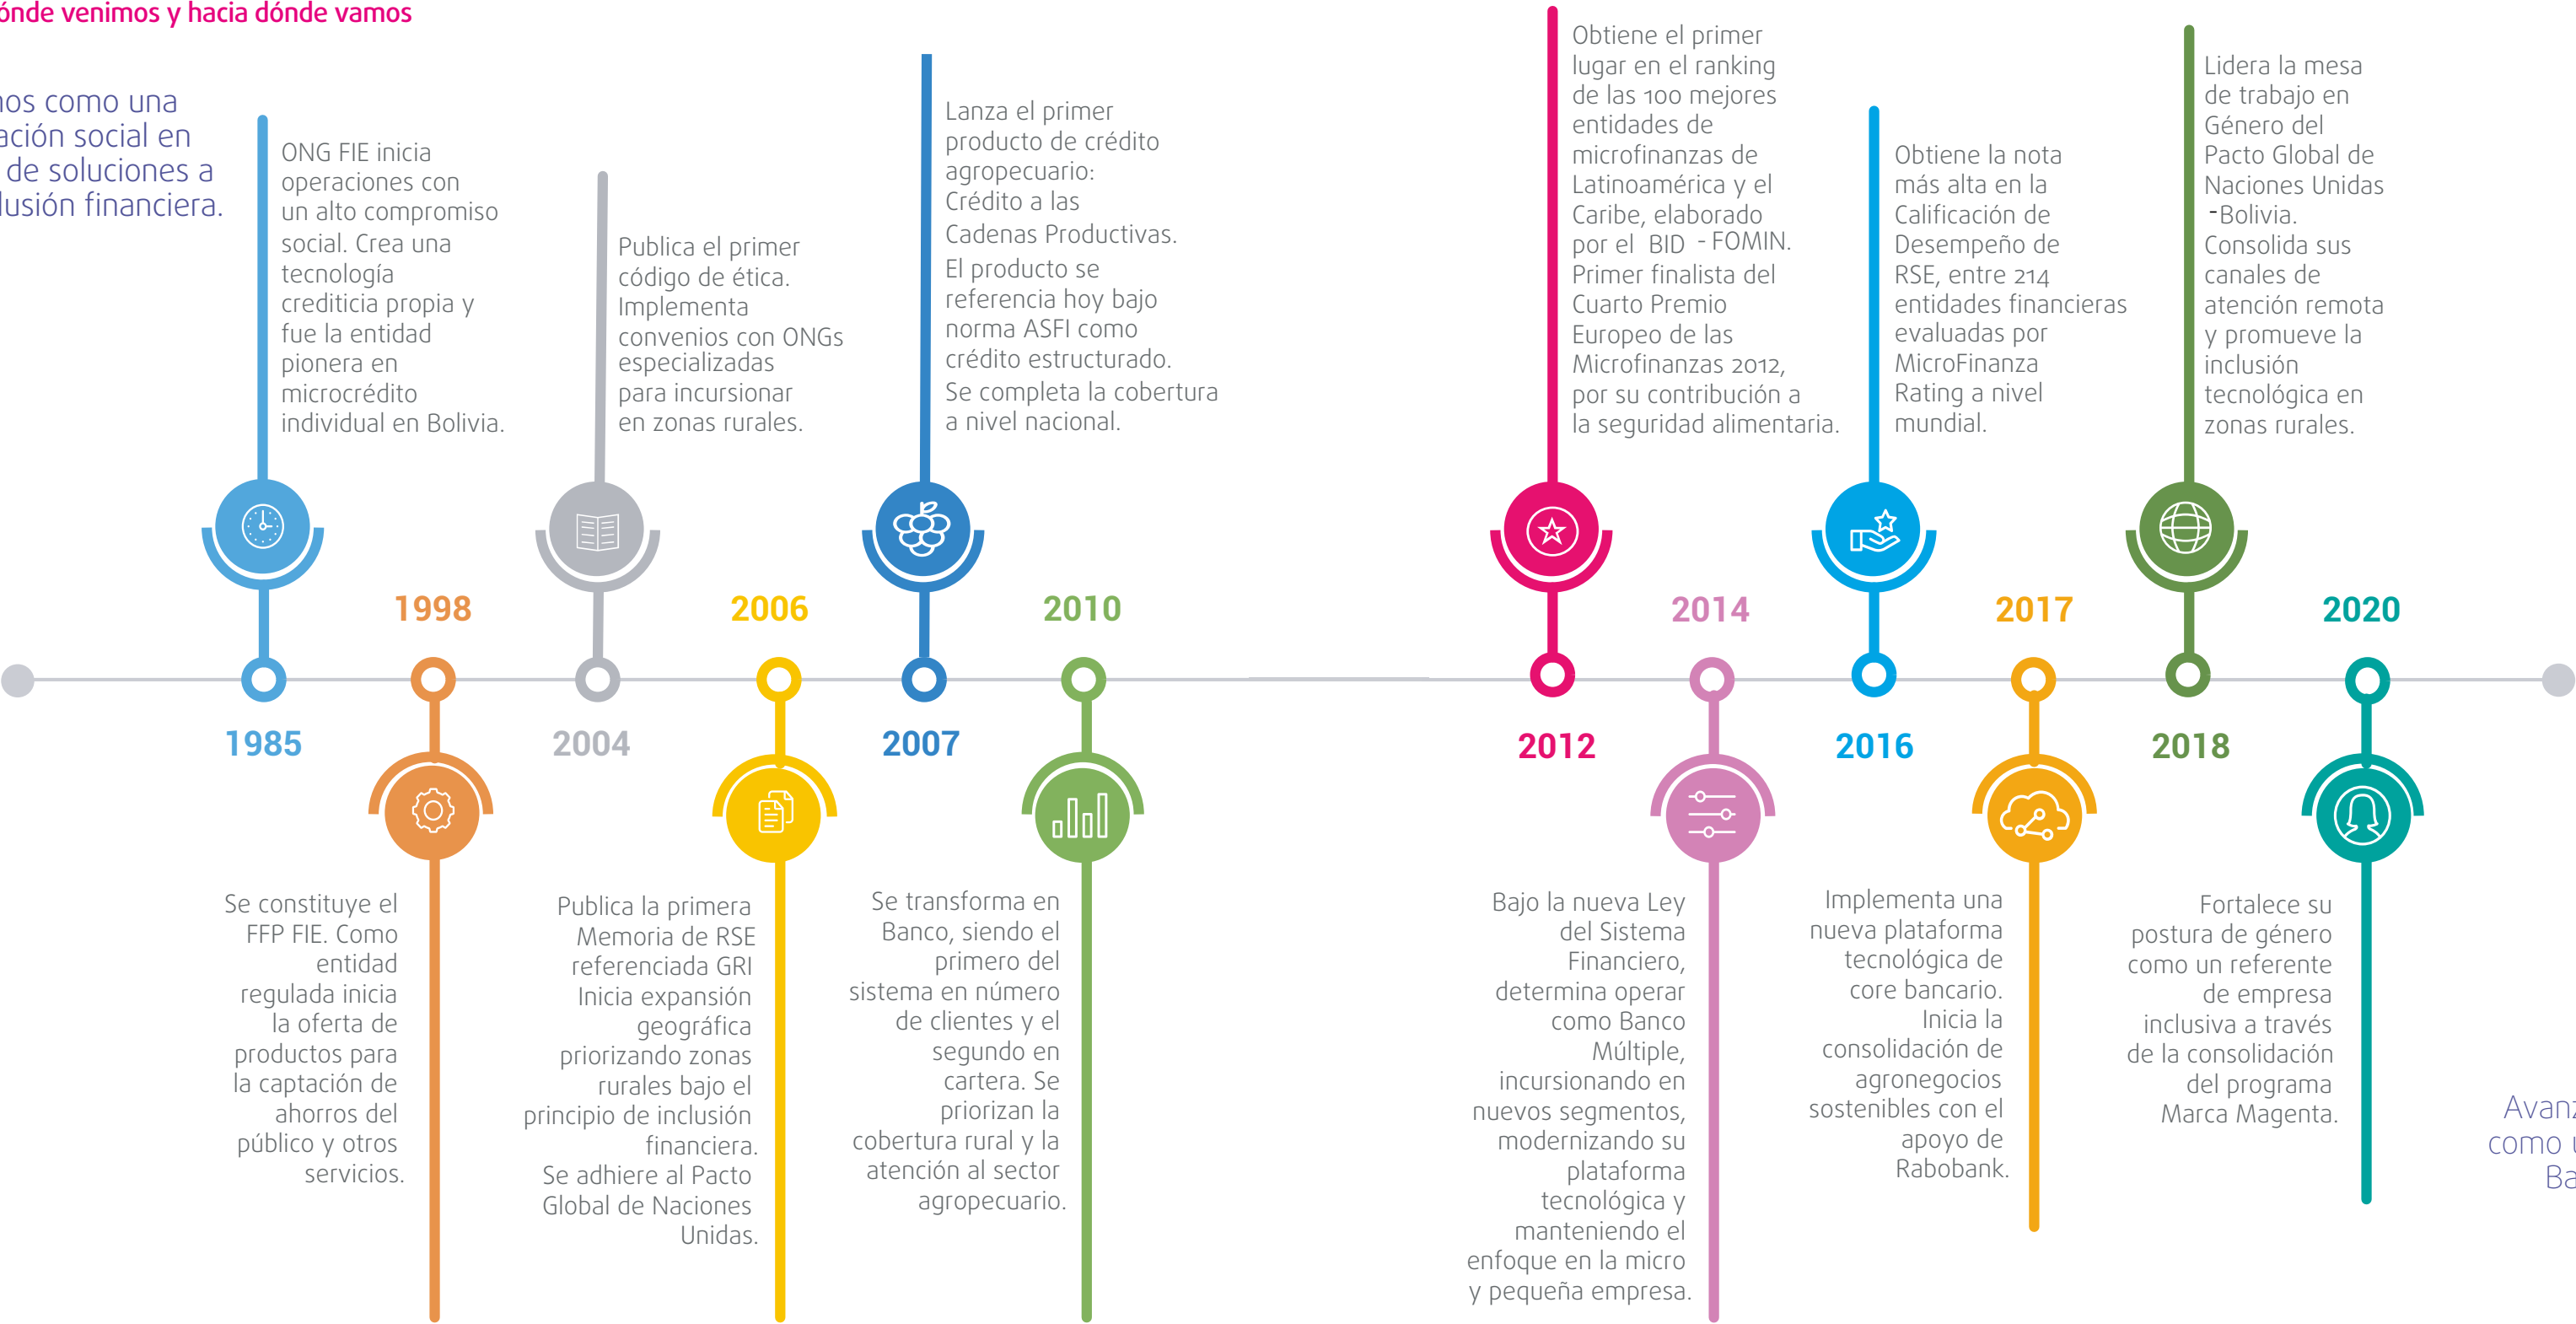 ónde venimos y hacia dónde vamos
como una
social en
de soluciones a
financiera.
1985
ONG FIE inicia
operaciones con
un alto compromiso
social. Crea una
tecnología
crediticia propia y
fue la entidad
pionera en
microcrédito
individual en Bolivia.
1998
Se constituye el
FFP FIE. Como
entidad
regulada inicia
la oferta de
productos para
la captación de
ahorros del
público y otros
servicios.
2004
Publica el primer
código de ética.
Implementa
convenios con ONGs
especializadas
para incursionar
en zonas rurales.
2006
Publica la primera
Memoria de RSE
referenciada GRI
Inicia expansión
geográfica
priorizando zonas
rurales bajo el
principio de inclusión
financiera.
Se adhiere al Pacto
Global de Naciones
Unidas.
2007
Lanza el primer
producto de crédito
agropecuario:
Crédito a las
Cadenas Productivas.
El producto se
referencia hoy bajo
norma ASFI como
crédito estructurado.
Se completa la cobertura
a nivel nacional.
2010
Se transforma en
Banco, siendo el
primero del
sistema en número
de clientes y el
segundo en
cartera. Se
priorizan la
cobertura rural y la
atención al sector
agropecuario.
2012
Obtiene el primer
lugar en el ranking
de las 100 mejores
entidades de
microfinanzas de
Latinoamérica y el
Caribe, elaborado
por el BID - FOMIN.
Primer finalista del
Cuarto Premio
Europeo de las
Microfinanzas 2012,
por su contribución a
la seguridad alimentaria.
2014
Bajo la nueva Ley
del Sistema
Financiero,
determina operar
como Banco
Múltiple,
incursionando en
nuevos segmentos,
modernizando su
plataforma
tecnológica y
manteniendo el
enfoque en la micro
y pequeña empresa.
2016
Obtiene la nota
más alta en la
Calificación de
Desempeño de
RSE, entre 214
entidades financieras
evaluadas por
MicroFinanza
Rating a nivel
mundial.
2017
Implementa una
nueva plataforma
tecnológica de
core bancario.
Inicia la
consolidación de
agronegocios
sostenibles con el
apoyo de
Rabobank.
2018
Lidera la mesa
de trabajo en
Género del
Pacto Global de
Naciones Unidas
-Bolivia.
Consolida sus
canales de
atención remota
y promueve la
inclusión
tecnológica en
zonas rurales.
2020
Fortalece su
postura de género
como un referente
de empresa
inclusiva a través
de la consolidación
del programa
Marca Magenta.
como